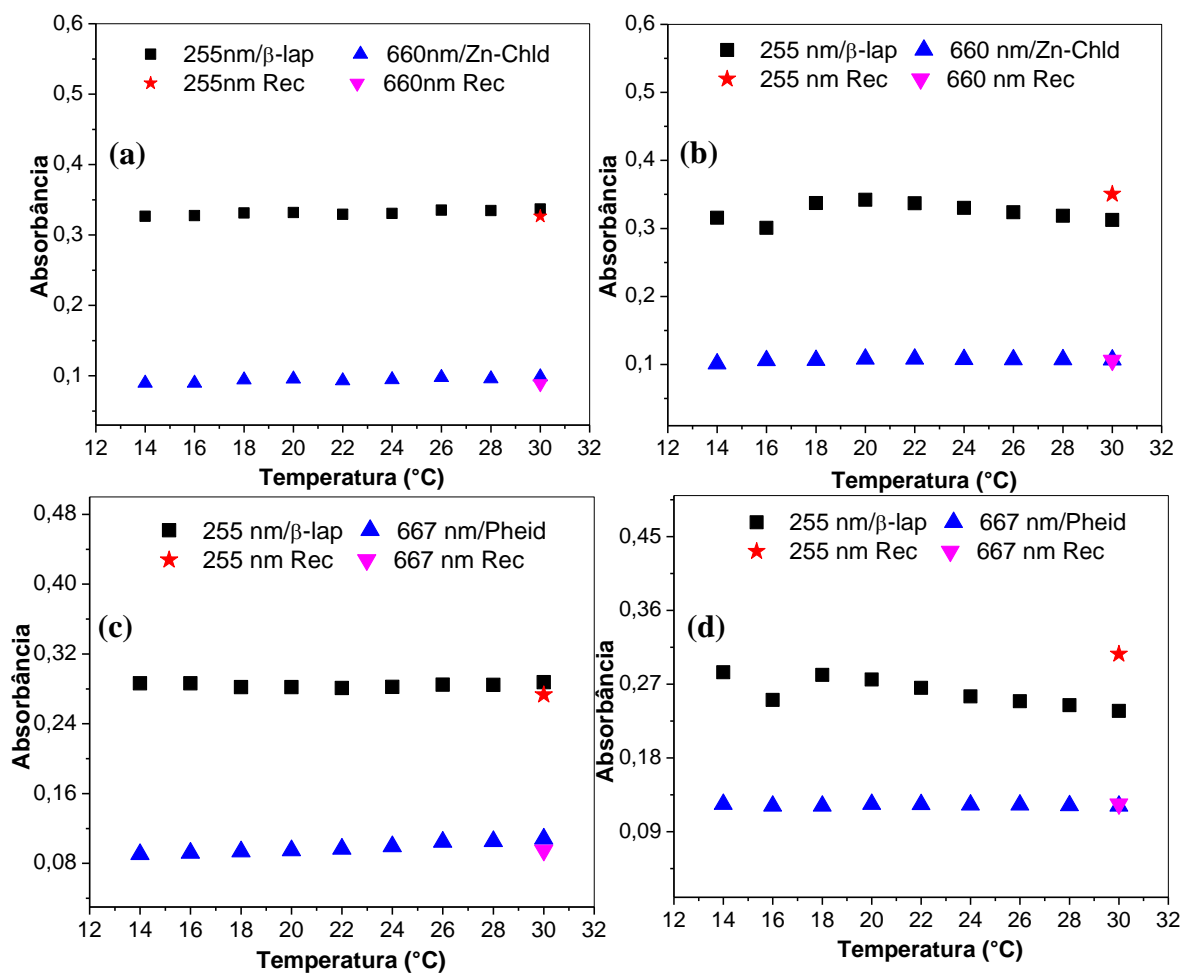 0,6
255nm/β-lap 660nm/Zn-Chld
255nm Rec 660nm Rec
0,5
0,4
(a)
0,3
0,2
0,1
Absorbância
12 14 16 18 20 22 24 26 28 30 32
Temperatura (°C)
0,6
255 nm/β-lap 660 nm/Zn-Chld
255 nm Rec 660 nm Rec
0,5
0,4
(b)
0,3
0,2
0,1
Absorbância
12 14 16 18 20 22 24 26 28 30 32
Temperatura (°C)
0,48
255 nm/β-lap 667 nm/Pheid
255 nm Rec 667 nm Rec
0,40
0,32
(c)
0,24
0,16
0,08
Absorbância
12 14 16 18 20 22 24 26 28 30 32
Temperatura (°C)
255 nm/β-lap 667 nm/Pheid
0,45
255 nm Rec 667 nm Rec
0,36
(d)
0,27
0,18
0,09
Absorbância
12 14 16 18 20 22 24 26 28 30 32
Temperatura (°C)